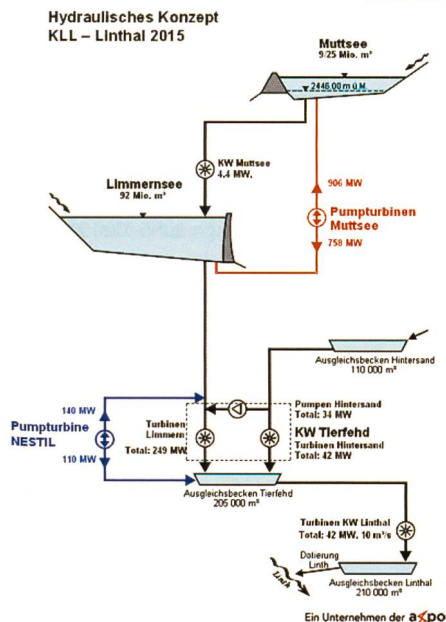 Hydraulisches Konzept
KLL – Linthal 2015
Muttsee
9/25 Mio. m³
2446.00 m ü.M.
KW Muttsee
4.4 MW.
Limmernsee
92 Mio. m³
906 MW
Pumpturbinen
Muttsee
758 MW
Ausgleichsbecken Hintersand
110 000 m³
140 MW
Pumpen Hintersand
Total: 34 MW
Pumpturbine
NESTIL
Turbinen
Limmern
Total: 249 MW
KW Tierfehd
Turbinen Hintersand
Total: 42 MW
110 MW
Ausgleichsbecken Tierfehd
205 000 m³
Turbinen KW Linthal
Total: 42 MW, 10 m³/s
Dotierung
Linth
Linth
Ausgleichsbecken Linthal
210 000 m³
Ein Unternehmen der axpo